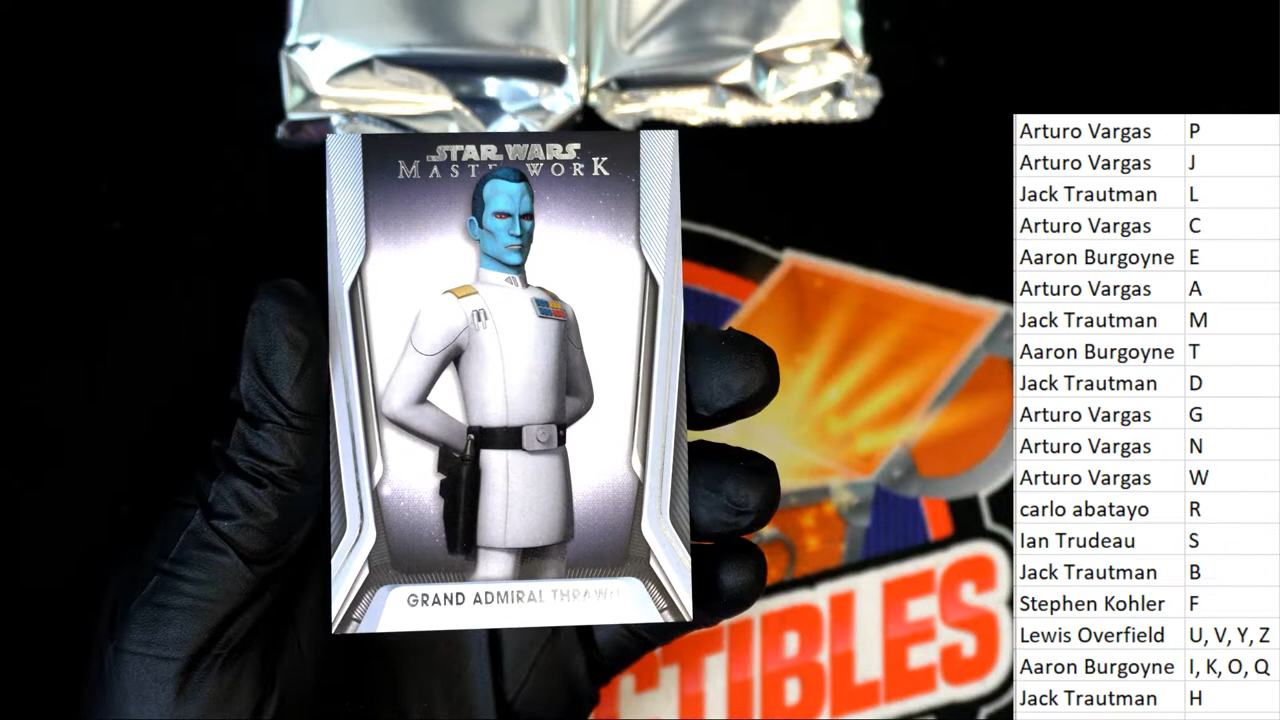 STAR WARS
MASTERWORK
GRAND ADMIRAL THRAWN
CTIBLES
Arturo Vargas P
Arturo Vargas J
Jack Trautman L
Arturo Vargas C
Aaron Burgoyne E
Arturo Vargas A
Jack Trautman M
Aaron Burgoyne T
Jack Trautman D
Arturo Vargas G
Arturo Vargas N
Arturo Vargas W
carlo abatayo R
Ian Trudeau S
Jack Trautman B
Stephen Kohler F
Lewis Overfield U, V, Y, Z
Aaron Burgoyne I, K, O, Q
Jack Trautman H